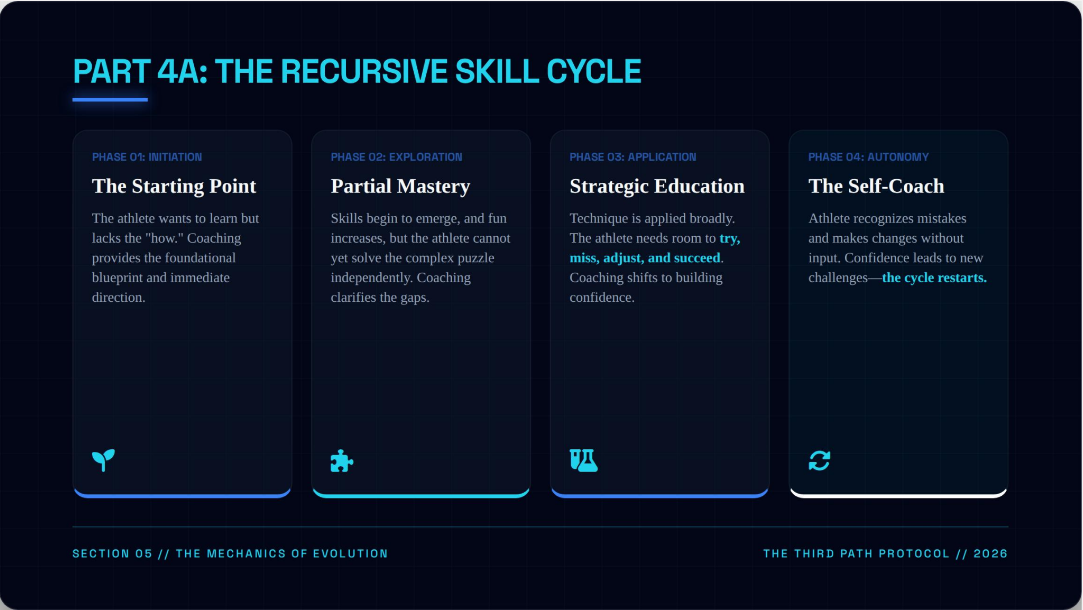 PART 4A: THE RECURSIVE SKILL CYCLE
PHASE 01: INITIATION
The Starting Point
The athlete wants to learn but
lacks the "how." Coaching
provides the foundational
blueprint and immediate
direction.
PHASE 02: EXPLORATION
Partial Mastery
Skills begin to emerge, and fun
increases, but the athlete cannot
yet solve the complex puzzle
independently. Coaching
clarifies the gaps.
PHASE 03: APPLICATION
Strategic Education
Technique is applied broadly.
The athlete needs room to try,
miss, adjust, and succeed.
Coaching shifts to building
confidence.
PHASE 04: AUTONOMY
The Self-Coach
Athlete recognizes mistakes
and makes changes without
input. Confidence leads to new
challenges—the cycle restarts.
SECTION 05 // THE MECHANICS OF EVOLUTION
THE THIRD PATH PROTOCOL // 2026